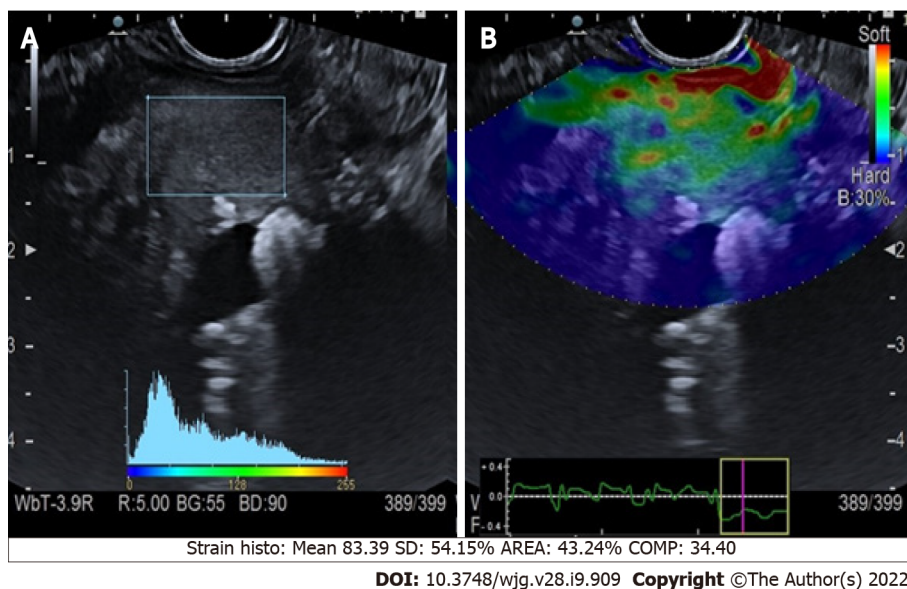 A
B
Soft
Hard
B:30%
1
1
2
2
3
3
4
4
0 128 255
+0.4
0.0
-0.4
WbT-3.9R R:5.00 BG:55 BD:90 389/399
389/399
Strain histo: Mean 83.39 SD: 54.15% AREA: 43.24% COMP: 34.40
DOI: 10.3748/wjg.v28.i9.909 Copyright ©The Author(s) 2022